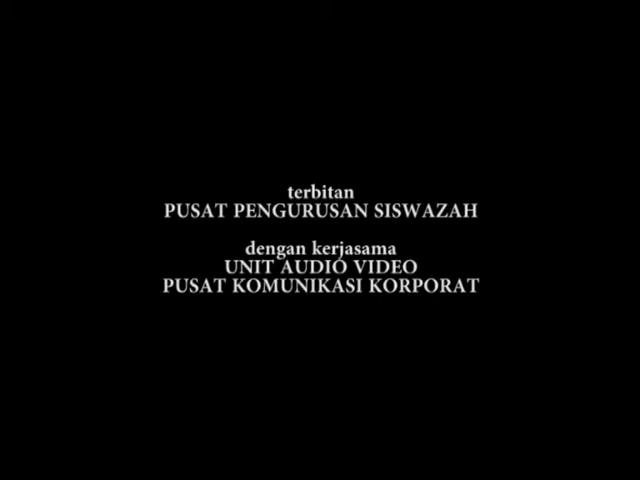 terbitan
PUSAT PENGURUSAN SISWAZAH
dengan kerjasama
UNIT AUDIO VIDEO
PUSAT KOMUNIKASI KORPORAT